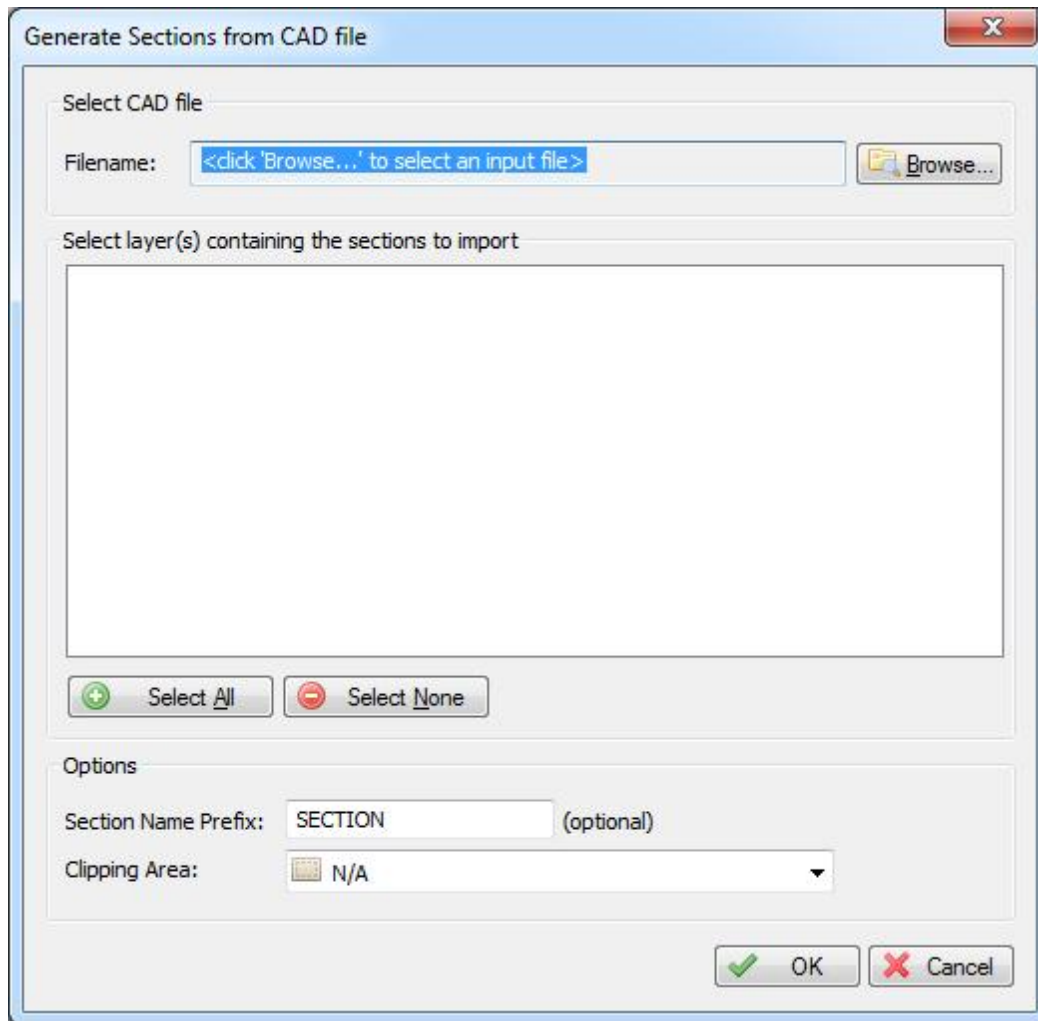 Generate Sections from CAD file
Select CAD file
Filename: <click 'Browse...' to select an input file> Browse...
Select layer(s) containing the sections to import
Select All Select None
Options
Section Name Prefix: SECTION (optional)
Clipping Area: N/A
OK Cancel